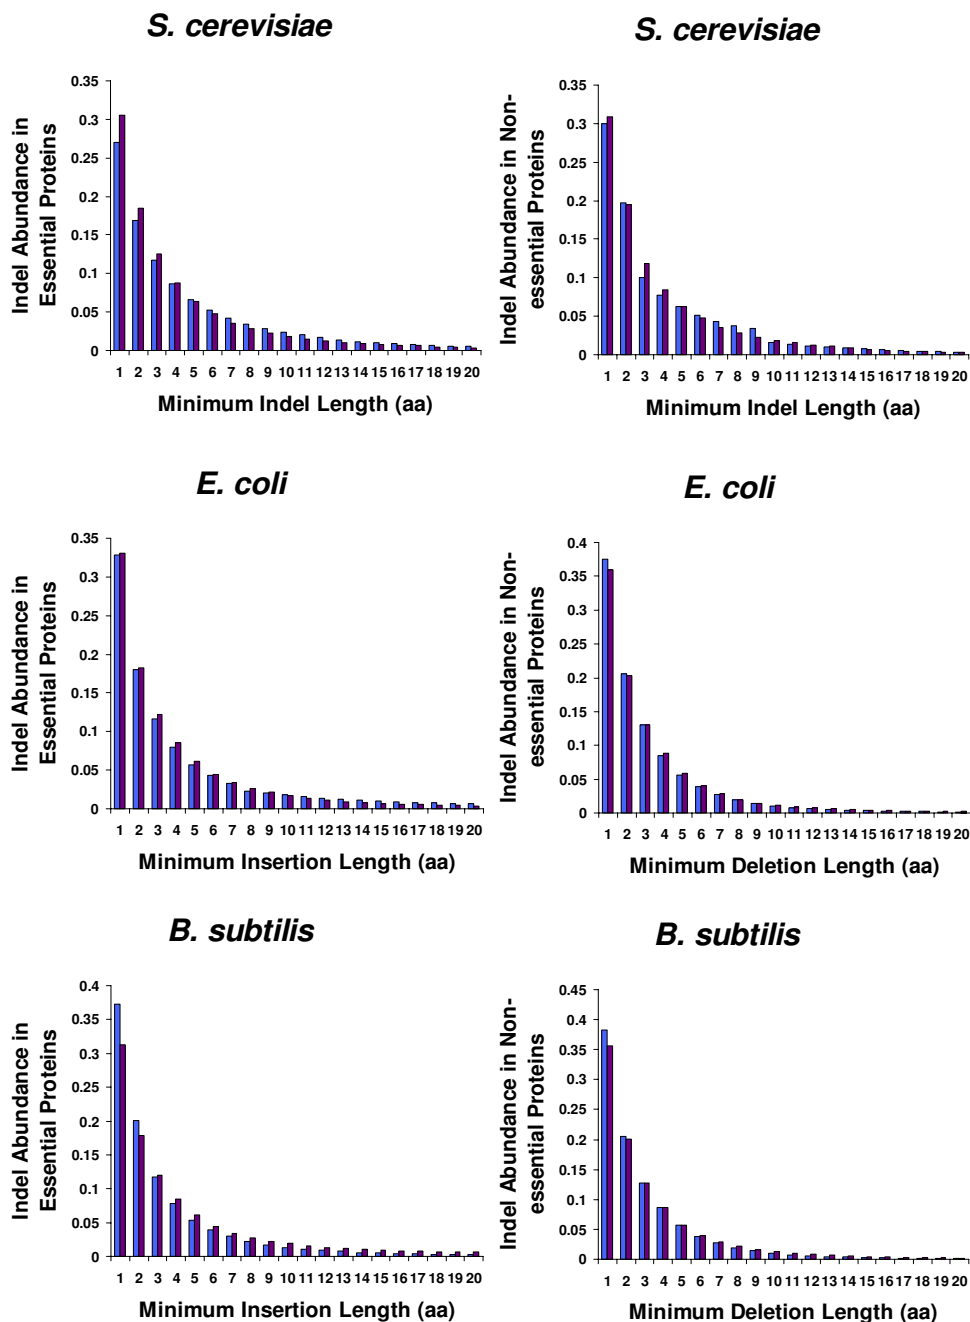 S. cerevisiae
Indel Abundance in
Essential Proteins
0.35
0.3
0.25
0.2
0.15
0.1
0.05
0
1 2 3 4 5 6 7 8 9 10 11 12 13 14 15 16 17 18 19 20
Minimum Indel Length (aa)
S. cerevisiae
Indel Abundance in Non-
essential Proteins
0.35
0.3
0.25
0.2
0.15
0.1
0.05
0
1 2 3 4 5 6 7 8 9 10 11 12 13 14 15 16 17 18 19 20
Minimum Indel Length (aa)
E. coli
Indel Abundance in
Essential Proteins
0.35
0.3
0.25
0.2
0.15
0.1
0.05
0
1 2 3 4 5 6 7 8 9 10 11 12 13 14 15 16 17 18 19 20
Minimum Insertion Length (aa)
E. coli
Indel Abundance in Non-
essential Proteins
0.4
0.35
0.3
0.25
0.2
0.15
0.1
0.05
0
1 2 3 4 5 6 7 8 9 10 11 12 13 14 15 16 17 18 19 20
Minimum Deletion Length (aa)
B. subtilis
Indel Abundance in
Essential Proteins
0.4
0.35
0.3
0.25
0.2
0.15
0.1
0.05
0
1 2 3 4 5 6 7 8 9 10 11 12 13 14 15 16 17 18 19 20
Minimum Insertion Length (aa)
B. subtilis
Indel Abundance in Non-
essential Proteins
0.45
0.4
0.35
0.3
0.25
0.2
0.15
0.1
0.05
0
1 2 3 4 5 6 7 8 9 10 11 12 13 14 15 16 17 18 19 20
Minimum Deletion Length (aa)